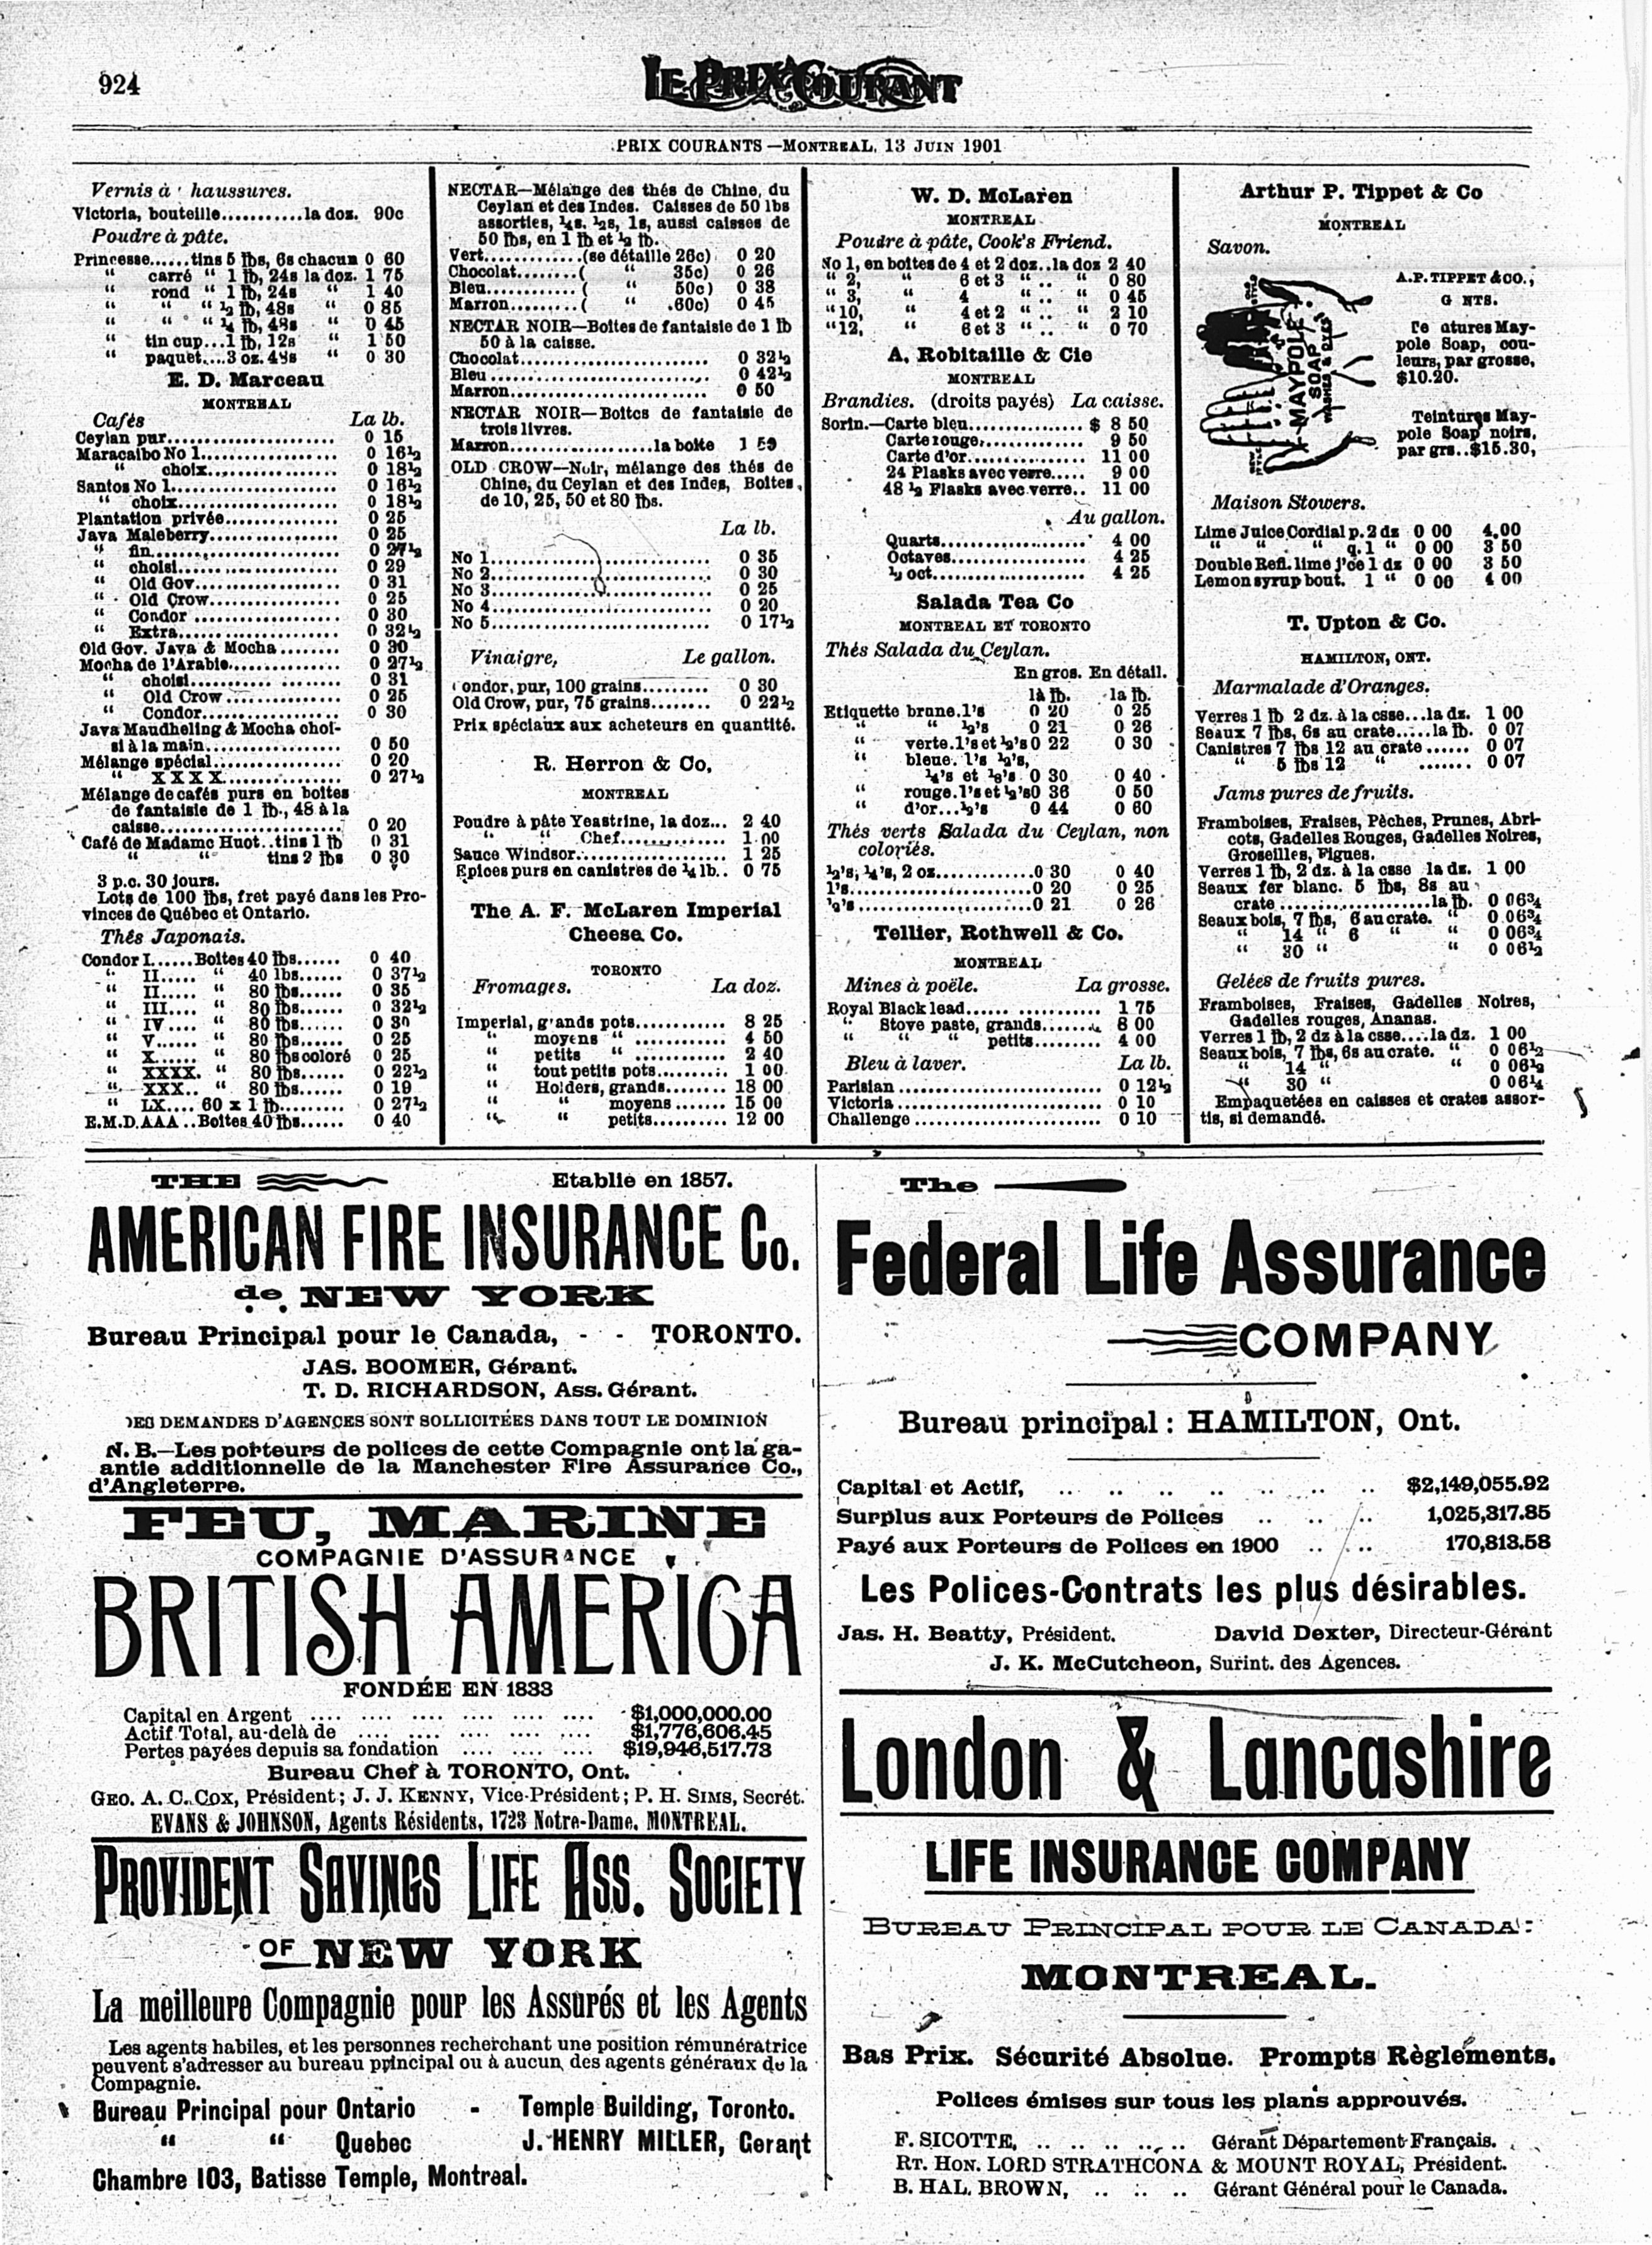 924
LE PRIX COURANT
PRIX COURANTS—MONTREAL, 13 JUIN 1901
Vernis à haussures.
Victoria, bouteille...........la doz. 90c
Poudre à pâte.
Princesse......tins 5 lbs, 6s chacun 0 60
“ carré “ 1 lb, 24s la doz. 1 75
“ rond “ 1 lb, 24s “ 1 40
“ “ “ ½ lb, 48s “ 0 85
“ “ “ ¼ lb, 48s “ 0 45
“ tin cup...1 lb, 12s “ 1 50
“ paquet....3 oz. 48s “ 0 30
E. D. Marceau
MONTREAL
Cafés La lb.
Ceylan pur........................ 0 15
Maracaibo No 1.................... 0 16½
“ choix................... 0 18½
Santos No 1....................... 0 16½
“ choix....................... 0 18½
Plantation privée................ 0 25
Java Maleberry................... 0 25
“ fin.......................... 0 27½
“ choisi....................... 0 29
“ Old Gov..................... 0 31
“ Old Crow.................... 0 25
“ Condor ..................... 0 30
“ Extra....................... 0 32½
Old Gov. Java & Mocha ........ 0 30
Mocha de l'Arabie................ 0 27½
“ choisi............ ........ 0 31
“ Old Crow ................ 0 25
“ Condor................... 0 30
Java Maudheling & Mocha choi-
si à la main................... 0 50
Mélange spécial.................. 0 20
“ XXXX................. 0 27½
Mélange de cafés purs en boîtes
de fantaisie de 1 lb., 48 à la
caisse........................... 0 20
Café de Madame Huot..tins 1 lb 0 31
“ “ tins 2 lbs 0 30
3 p.c. 30 jours.
Lots de 100 lbs, fret payé dans les Pro-
vinces de Québec et Ontario.
Thés Japonais.
Condor I......Boîtes 40 lbs...... 0 40
“ II..... “ 40 lbs...... 0 37½
“ II..... “ 80 lbs...... 0 35
“ III.... “ 80 lbs...... 0 32½
“ IV.... “ 80 lbs...... 0 30
“ V...... “ 80 lbs...... 0 25
“ X...... “ 80 lbs coloré 0 25
“ XXXX. “ 80 lbs...... 0 22½
“ XXX.. “ 80 lbs...... 0 19
“ LX.... 60 x 1 lb......... 0 27½
E.M.D.AAA..Boîtes 40 lbs...... 0 40
NECTAR—Mélange des thés de Chine, du
Ceylan et des Indes. Caisses de 50 lbs
assorties, ¼s, ½s, 1s, aussi caisses de
50 lbs, en 1 lb et ½ lb.
Vert.............(se détaille 26c) 0 20
Chocolat........( “ 35c) 0 26
Bleu............( “ 50c) 0 38
Marron.........( “ .60c) 0 45
NECTAR NOIR—Boîtes de fantaisie de 1 lb
50 à la caisse.
Chocolat........................... 0 32½
Bleu............................... 0 42½
Marron............................ 0 50
NECTAR NOIR—Boîtes de fantaisie de
trois livres.
Marron....................la boîte 1 50
OLD CROW—Noir, mélange des thés de
Chine, du Ceylan et des Indes, Boîtes
de 10, 25, 50 et 80 lbs.
La lb.
No 1............................... 0 35
No 2............................... 0 30
No 3............................... 0 25
No 4............................... 0 20
No 5............................... 0 17½
Vinaigre, Le gallon.
ondor, pur, 100 grains......... 0 30
Old Crow, pur, 75 grains........ 0 22½
Prix spéciaux aux acheteurs en quantité.
R. Herron & Co,
MONTREAL
Poudre à pâte Yeastrine, la doz... 2 40
“ “ Chef............ 1 00
Sauce Windsor.................... 1 25
Epices purs en canistres de ¼ lb.. 0 75
The A. F. McLaren Imperial
Cheese Co.
TORONTO
Fromages. La doz.
Imperial, grands pots............ 8 25
“ moyens “ ............ 4 50
“ petits “ ............ 2 40
“ tout petits pots.......... 1 00
“ Holders, grands........ 18 00
“ “ moyens ....... 15 00
“ “ petits.......... 12 00
W. D. McLaren
MONTREAL
Poudre à pâte, Cook's Friend.
No 1, en boîtes de 4 et 2 doz..la doz 2 40
“ 2, “ 6 et 3 “ .. “ 0 80
“ 3, “ 4 “ .. “ 0 45
“ 10, “ 4 et 2 “ .. “ 2 10
“ 12, “ 6 et 3 “ .. “ 0 70
A. Robitaille & Cie
MONTREAL
Brandies. (droits payés) La caisse.
Sorin.—Carte bleu................ $ 8 50
Carte rouge.............. 9 50
Carte d'or............... 11 00
24 Flasks avec verre..... 9 00
48 ½ Flasks avec verre.. 11 00
Au gallon.
Quarts..................... 4 00
Octaves.................... 4 25
½ oct...................... 4 25
Salada Tea Co
MONTREAL ET TORONTO
Thés Salada du Ceylan.
En gros. En détail.
la lb. la lb.
Etiquette brune.1's 0 20 0 25
“ “ ½'s 0 21 0 26
“ verte.1's et ½'s 0 22 0 30
“ bleue. 1's ½'s,
¼'s et ⅛'s 0 30 0 40
“ rouge.1's et ½'s 0 36 0 50
“ d'or...½'s 0 44 0 60
Thés verts Salada du Ceylan, non
coloriés.
½'s, ¼'s, 2 oz..............0 30 0 40
1's..........................0 20 0 25
½'s..........................0 21 0 26
Tellier, Rothwell & Co.
MONTREAL
Mines à poële. La grosse.
Royal Black lead...... ........... 1 75
“ Stove paste, grands........ 8 00
“ “ “ petits......... 4 00
Bleu à laver. La lb.
Parisian ......................... 0 12½
Victoria ......................... 0 10
Challenge ........................ 0 10
Arthur P. Tippet & Co
MONTREAL
Savon.
MAYPOLE
SOAP
WASHES & DYES
A.P. TIPPET & CO.,
G NTS.
Te atures May-
pole Soap, cou-
leurs, par grosse,
$10.20.
Teintures May-
pole Soap noirs,
par grs..$15.30,
Maison Stowers.
Lime Juice Cordial p. 2 dz 0 00 4.00
“ “ “ q. 1 “ 0 00 3 50
Double Refl. lime j'ce 1 dz 0 00 3 50
Lemon syrup bout. 1 “ 0 00 4 00
T. Upton & Co.
HAMILTON, ONT.
Marmalade d'Oranges.
Verres 1 lb 2 dz. à la csse...la dz. 1 00
Seaux 7 lbs, 6s au crate......la lb. 0 07
Canistres 7 lbs 12 au crate ...... 0 07
“ 5 lbs 12 “ ....... 0 07
Jams pures de fruits.
Framboises, Fraises, Pêches, Prunes, Abri-
cots, Gadelles Rouges, Gadelles Noires,
Groseilles, Figues.
Verres 1 lb, 2 dz. à la csse la dz. 1 00
Seaux fer blanc. 5 lbs, 8s au
crate .....................la lb. 0 06¾
Seaux bois, 7 lbs, 6 au crate. “ 0 06¾
“ 14 “ 6 “ “ 0 06¾
“ 30 “ “ 0 06½
Gelées de fruits pures.
Framboises, Fraises, Gadelles Noires,
Gadelles rouges, Ananas.
Verres 1 lb, 2 dz à la csse....la dz. 1 00
Seaux bois, 7 lbs, 6s au crate. “ 0 06½
“ 14 “ “ 0 06½
“ 30 “ 0 06¼
Empaquetées en caisses et crates assor-
tis, si demandé.
THE Etablie en 1857.
AMERICAN FIRE INSURANCE Co.
de NEW YORK
Bureau Principal pour le Canada, - - TORONTO.
JAS. BOOMER, Gérant.
T. D. RICHARDSON, Ass. Gérant.
DES DEMANDES D'AGENCES SONT SOLLICITÉES DANS TOUT LE DOMINION
N. B.—Les porteurs de polices de cette Compagnie ont la ga-
antie additionnelle de la Manchester Fire Assurance Co.,
d'Angleterre.
FEU, MARINE
COMPAGNIE D'ASSURANCE
BRITISH AMERICA
FONDÉE EN 1833
Capital en Argent .... .... .... .... .... .... $1,000,000.00
Actif Total, au-delà de .... .... .... .... .... $1,776,606.45
Pertes payées depuis sa fondation .... .... .... $19,946,517.73
Bureau Chef à TORONTO, Ont.
GEO. A. C. COX, Président; J. J. KENNY, Vice-Président; P. H. SIMS, Secrét.
EVANS & JOHNSON, Agents Résidents, 1723 Notre-Dame, MONTREAL.
PROVIDENT SAVINGS LIFE ASS. SOCIETY
OF NEW YORK
La meilleure Compagnie pour les Assurés et les Agents
Les agents habiles, et les personnes recherchant une position rémunératrice
peuvent s'adresser au bureau principal ou à aucun des agents généraux de la
Compagnie.
Bureau Principal pour Ontario - Temple Building, Toronto.
“ “ Quebec J. HENRY MILLER, Gerant
Chambre 103, Batisse Temple, Montreal.
The
Federal Life Assurance
COMPANY
Bureau principal: HAMILTON, Ont.
Capital et Actif, .. .. .. .. .. .. .. $2,149,055.92
Surplus aux Porteurs de Polices .. .. .. 1,025,317.85
Payé aux Porteurs de Polices en 1900 .. .. .. 170,813.58
Les Polices-Contrats les plus désirables.
Jas. H. Beatty, Président. David Dexter, Directeur-Gérant
J. K. McCutcheon, Surint. des Agences.
London & Lancashire
LIFE INSURANCE COMPANY
BUREAU PRINCIPAL POUR LE CANADA:
MONTREAL.
Bas Prix. Sécurité Absolue. Prompts Règlements.
Polices émises sur tous les plans approuvés.
F. SICOTTE, .. .. .. .. .. Gérant Département Français.
RT. HON. LORD STRATHCONA & MOUNT ROYAL, Président.
B. HAL. BROWN, .. .. .. Gérant Général pour le Canada.